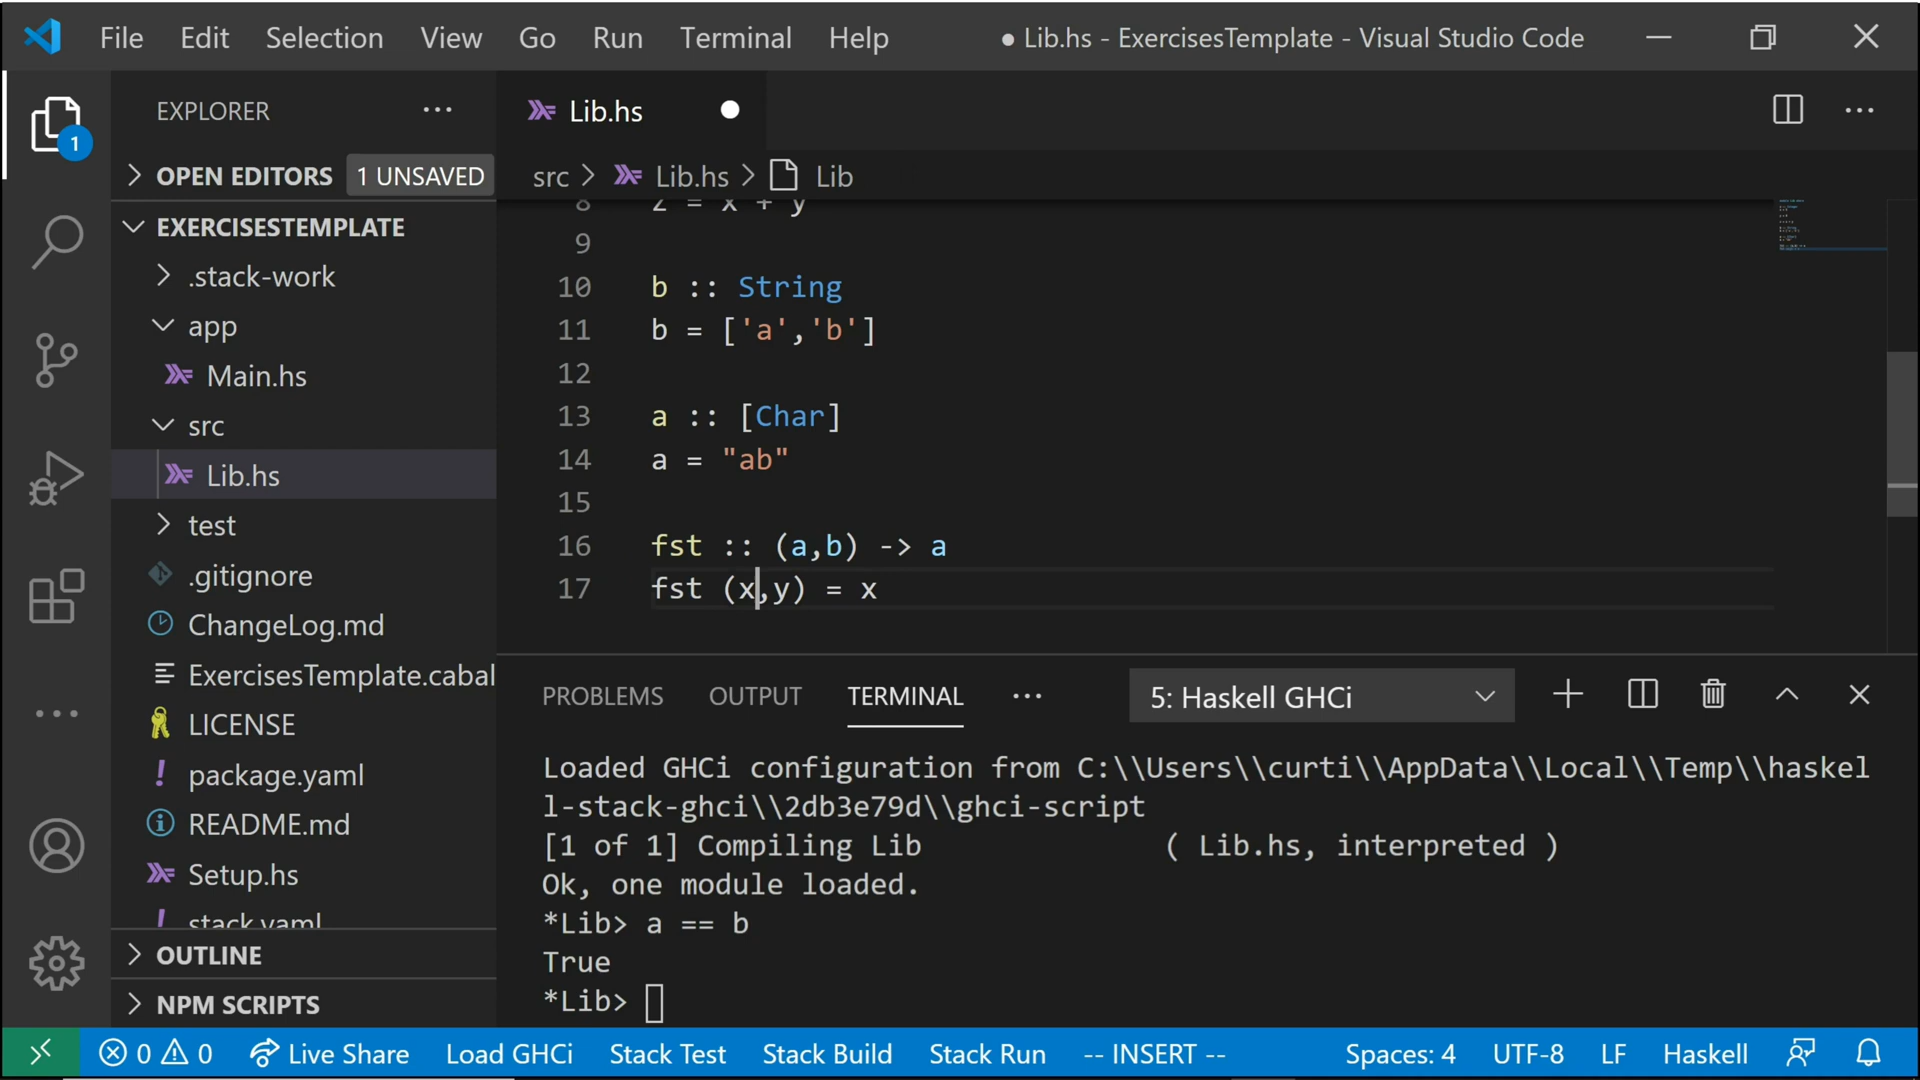 File Edit Selection View Go Run Terminal Help ● Lib.hs - ExercisesTemplate - Visual Studio Code
EXPLORER
1
OPEN EDITORS 1 UNSAVED
EXERCISESTEMPLATE
.stack-work
app
Main.hs
src
Lib.hs
test
.gitignore
ChangeLog.md
ExercisesTemplate.cabal
LICENSE
package.yaml
README.md
Setup.hs
stack.yaml
OUTLINE
NPM SCRIPTS
Lib.hs
src > Lib.hs > Lib
8 z = x + y
9
10 b :: String
11 b = ['a','b']
12
13 a :: [Char]
14 a = "ab"
15
16 fst :: (a,b) -> a
17 fst (x,y) = x
PROBLEMS OUTPUT TERMINAL ··· 5: Haskell GHCi
Loaded GHCi configuration from C:\\Users\\curti\\AppData\\Local\\Temp\\haskel
l-stack-ghci\\2db3e79d\\ghci-script
[1 of 1] Compiling Lib ( Lib.hs, interpreted )
Ok, one module loaded.
*Lib> a == b
True
*Lib>
0 0 Live Share Load GHCi Stack Test Stack Build Stack Run -- INSERT -- Spaces: 4 UTF-8 LF Haskell